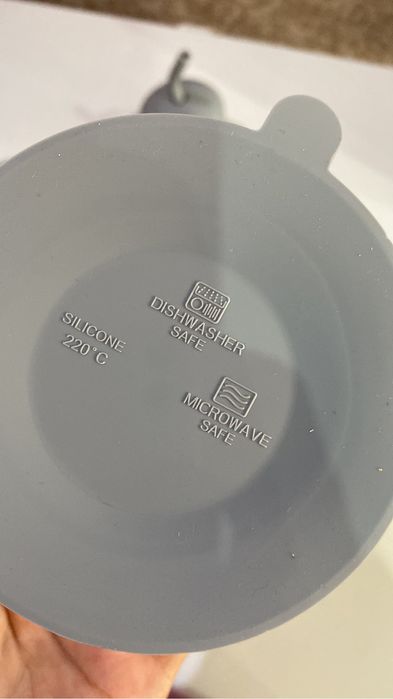 SILICONE
220°C
DISHWASHER
SAFE
MICROWAVE
SAFE